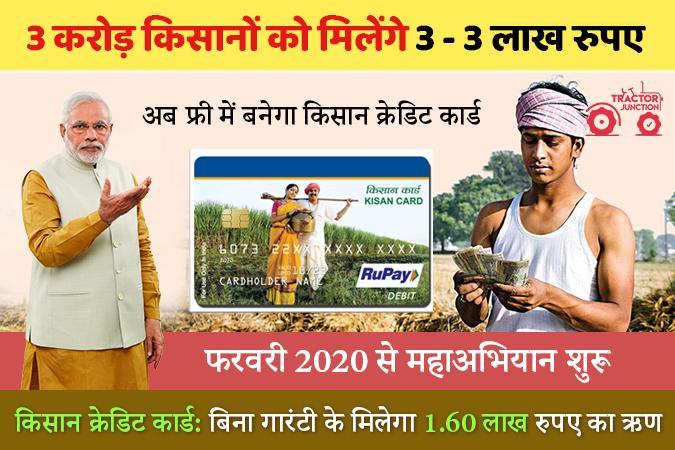 3 करोड़ किसानों को मिलेंगे 3 - 3 लाख रुपए
TRACTOR
JUNCTION
अब फ्री में बनेगा किसान क्रेडिट कार्ड
किसान कार्ड
KISAN CARD
6073 22XX XXXX XXXX
CARDHOLDER NAME
RuPay
DEBIT
फरवरी 2020 से महाअभियान शुरू
किसान क्रेडिट कार्ड: बिना गारंटी के मिलेगा 1.60 लाख रुपए का ऋण